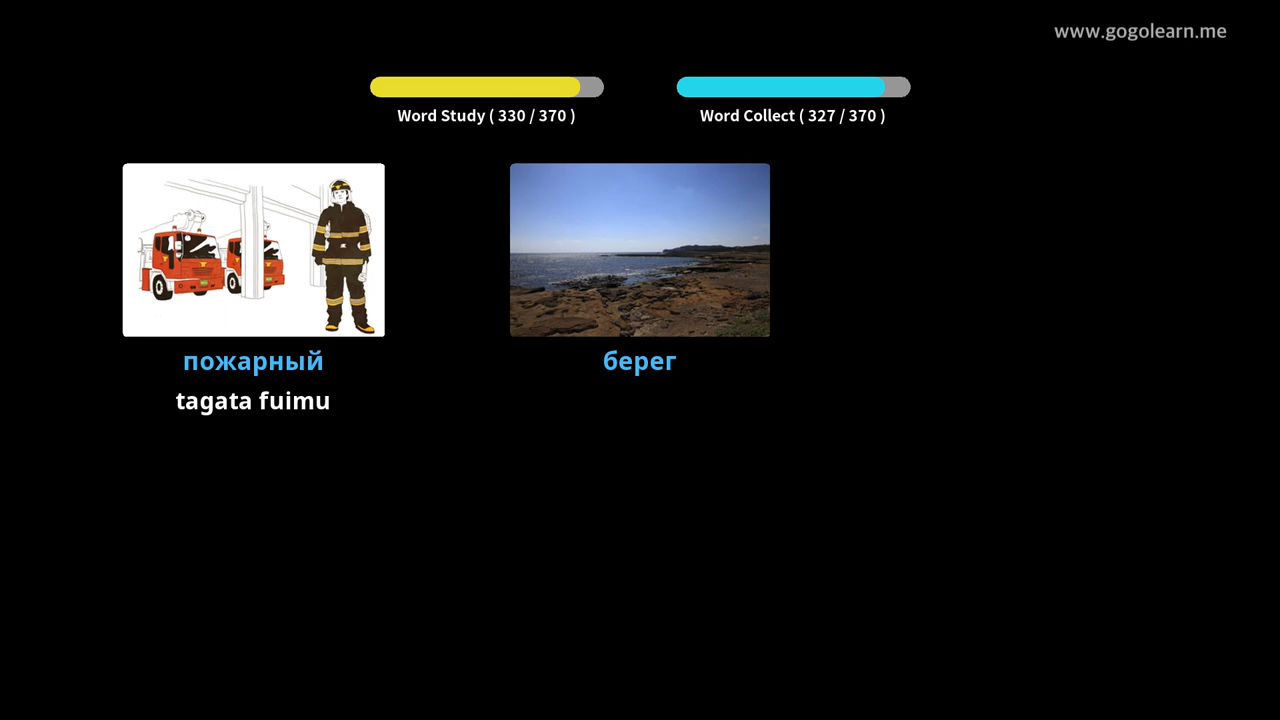 www.gogolearn.me
Word Study ( 330 / 370 )
Word Collect ( 327 / 370 )
пожарный
берег
tagata fuimu